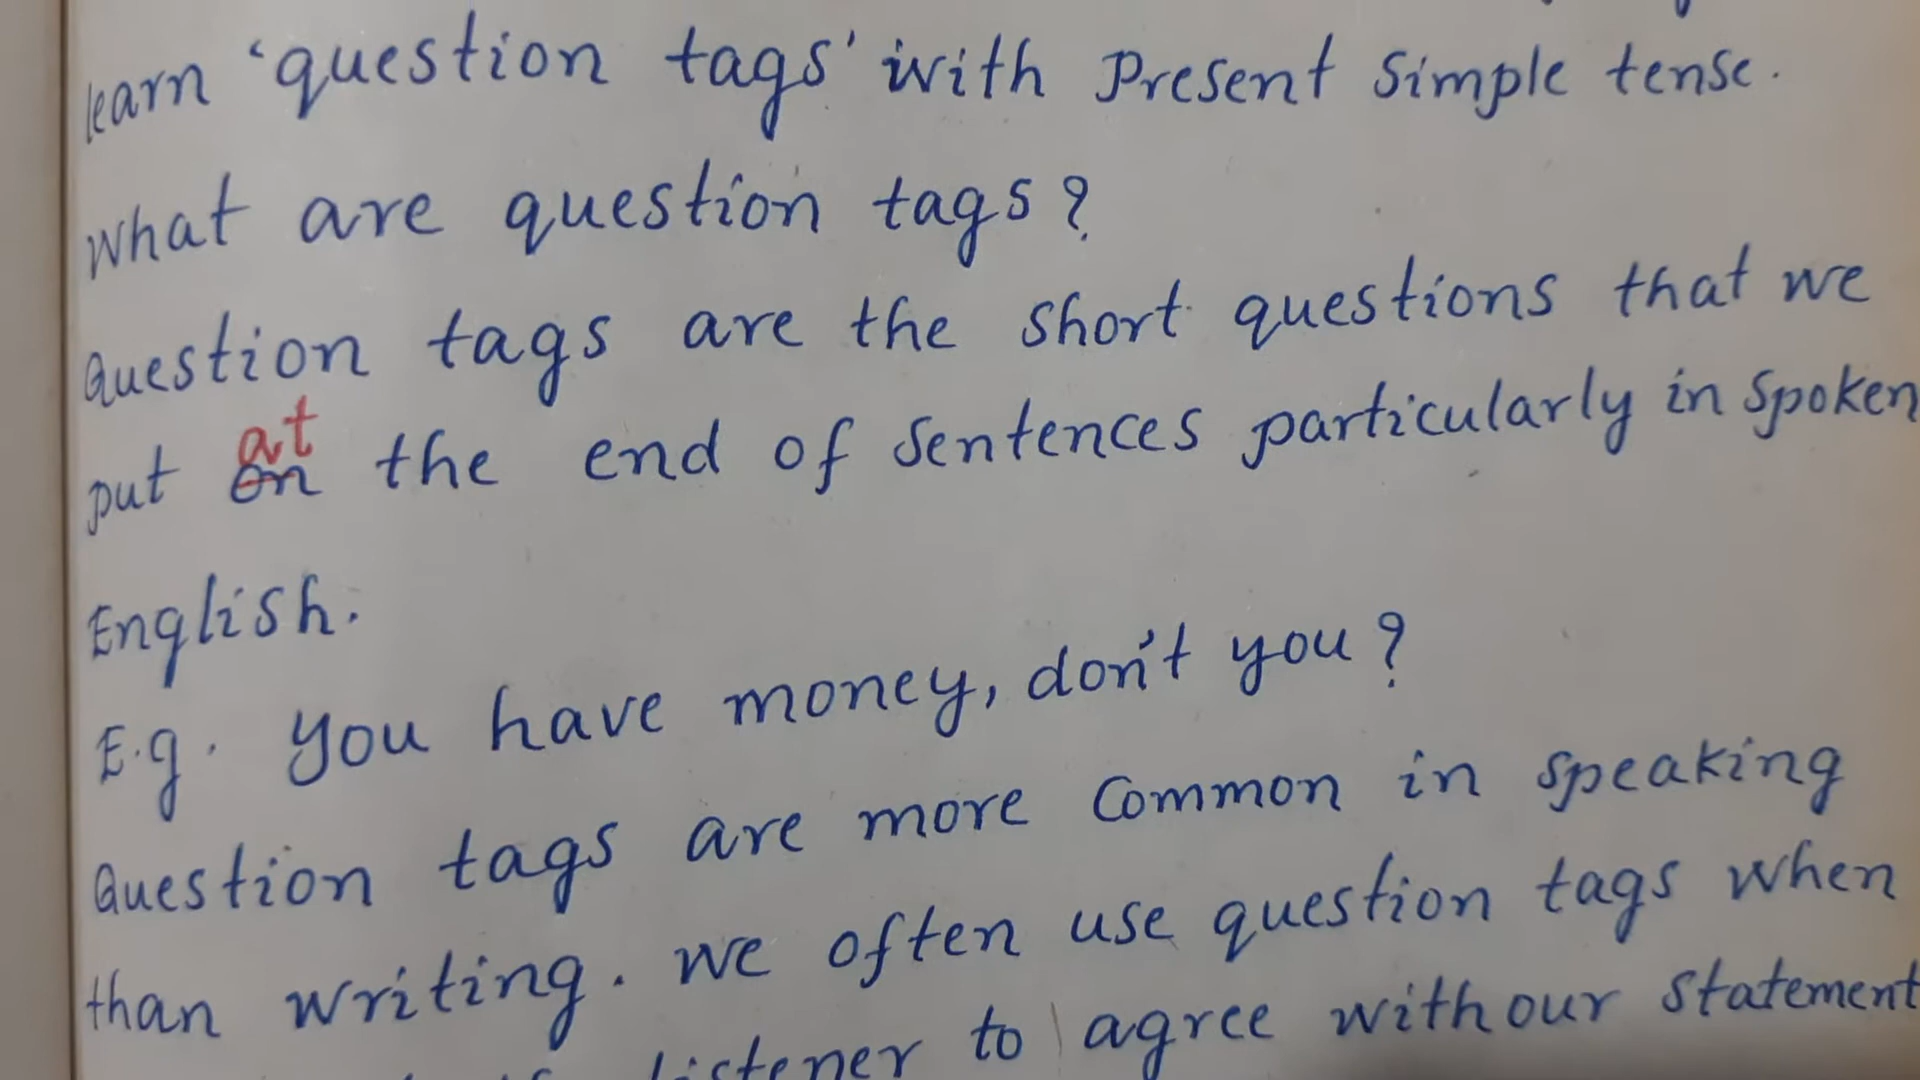 learn 'question tags' with Present Simple tense.
What are question tags?
Question tags are the short questions that we
at
put on the end of sentences particularly in spoken
English.
E.g. you have money, don't you?
Question tags are more common in speaking
than writing. we often use question tags when
listener to agree with our statement